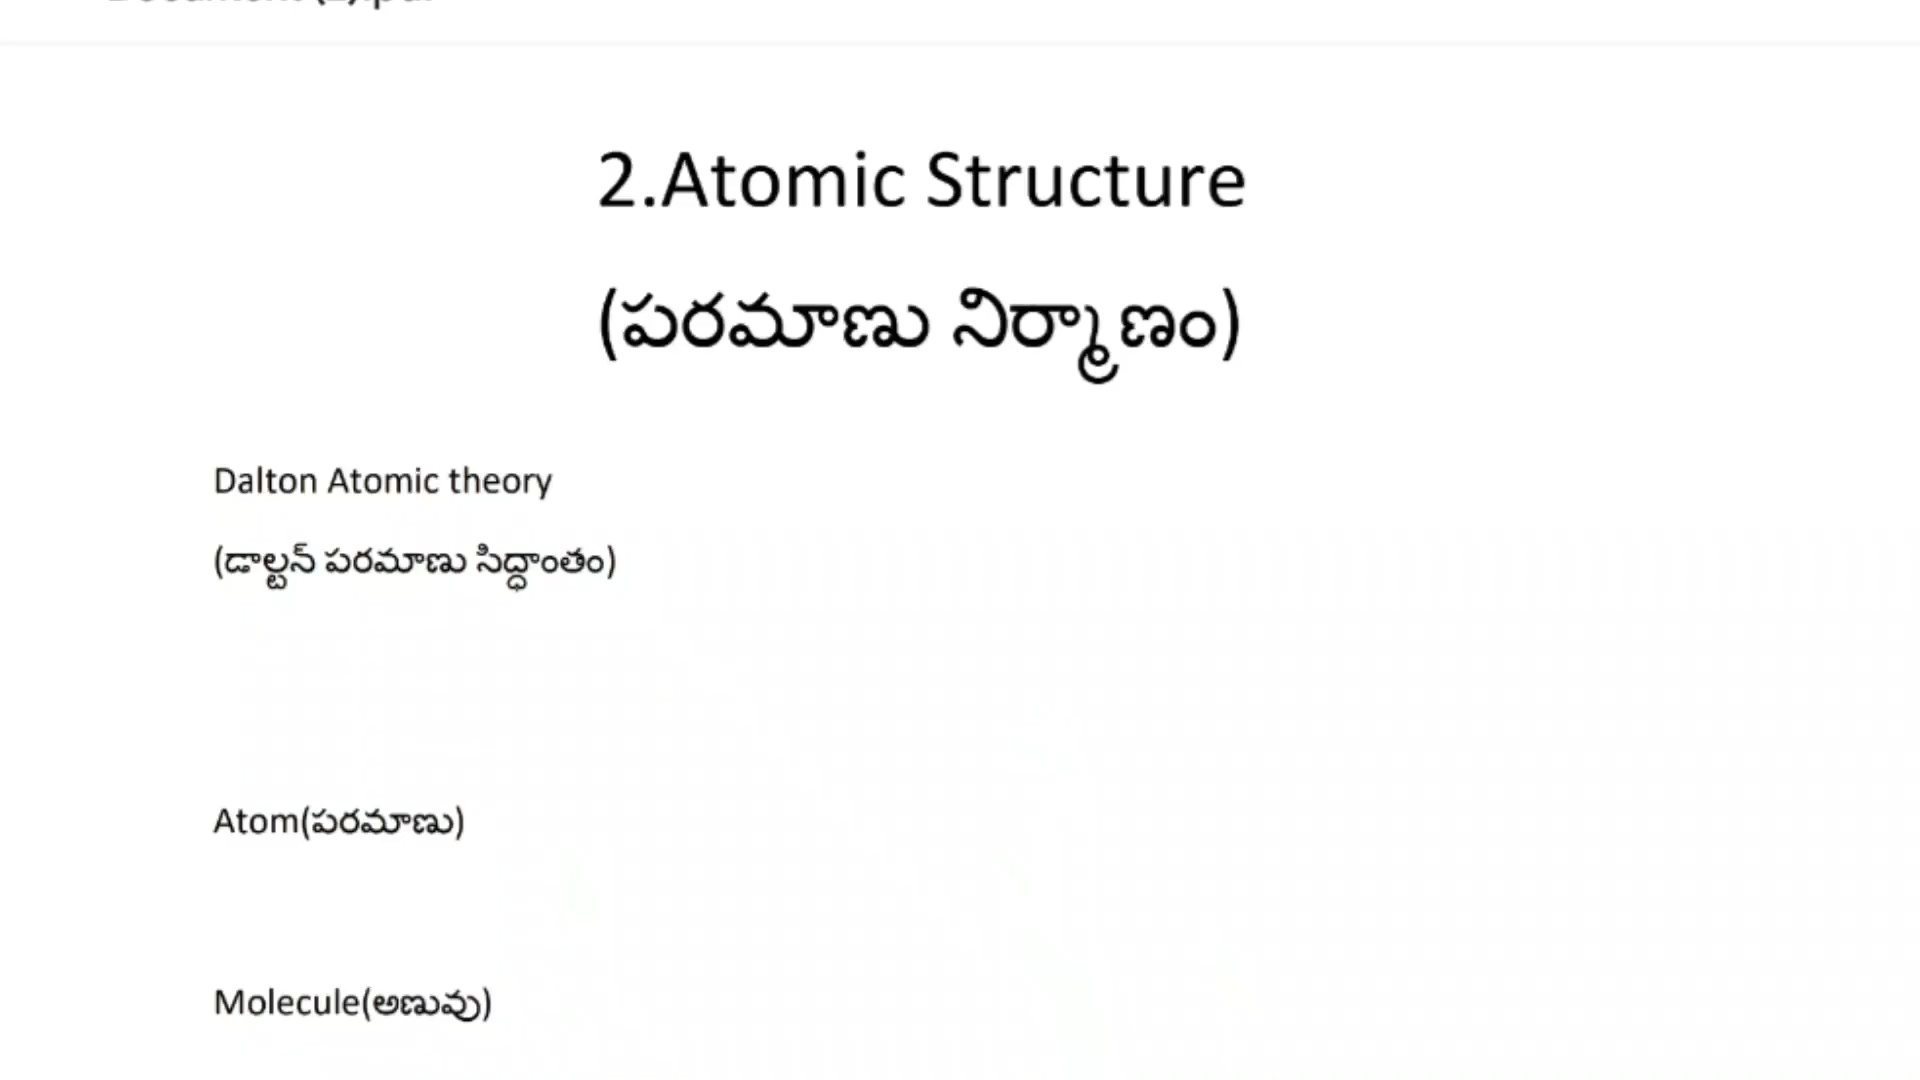 2.Atomic Structure
(పరమాణు నిర్మాణం)
Dalton Atomic theory
(డాల్టన్ పరమాణు సిద్ధాంతం)
Atom(పరమాణు)
Molecule(అణువు)